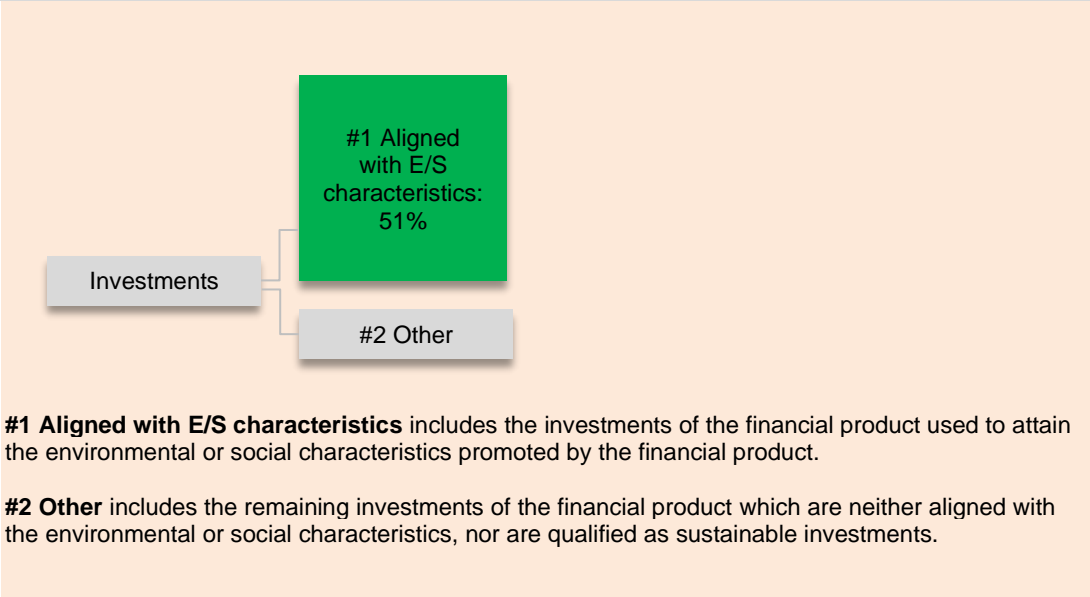 #1 Aligned
with E/S
characteristics:
51%
Investments
#2 Other
#1 Aligned with E/S characteristics includes the investments of the financial product used to attain
the environmental or social characteristics promoted by the financial product.
#2 Other includes the remaining investments of the financial product which are neither aligned with
the environmental or social characteristics, nor are qualified as sustainable investments.